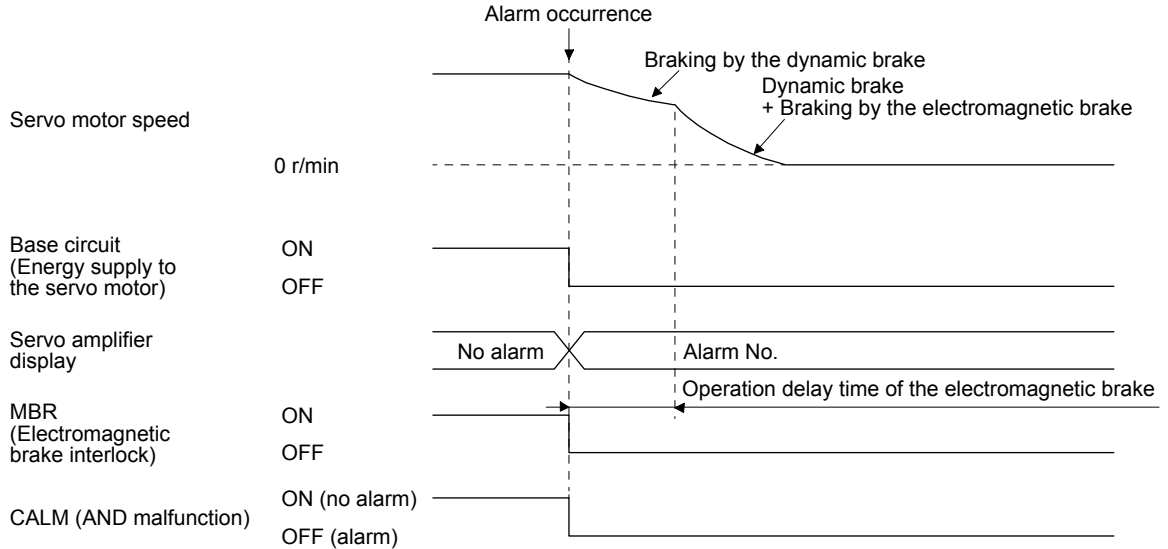 Alarm occurrence
Braking by the dynamic brake
Dynamic brake
+ Braking by the electromagnetic brake
Servo motor speed
0 r/min
Base circuit
(Energy supply to
the servo motor)
ON
OFF
Servo amplifier
display
No alarm
Alarm No.
Operation delay time of the electromagnetic brake
MBR
(Electromagnetic
brake interlock)
ON
OFF
CALM (AND malfunction)
ON (no alarm)
OFF (alarm)